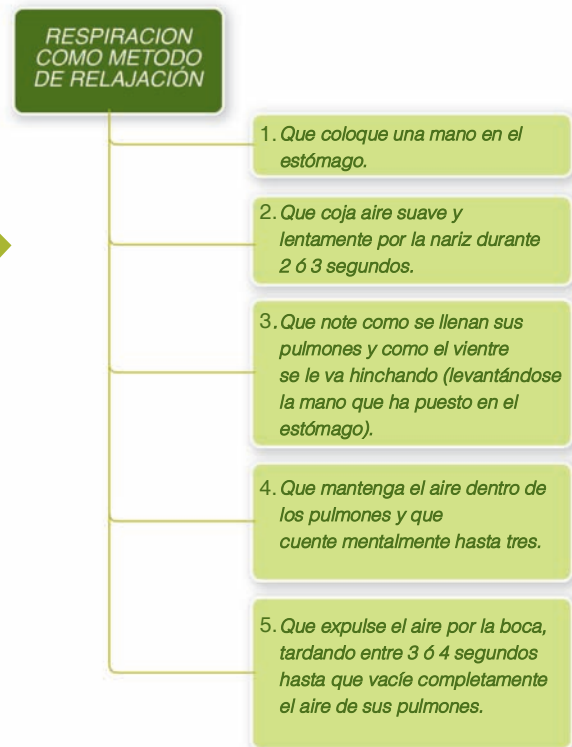 RESPIRACION
COMO METODO
DE RELAJACIÓN
1. Que coloque una mano en el
estómago.
2. Que coja aire suave y
lentamente por la nariz durante
2 ó 3 segundos.
3. Que note como se llenan sus
pulmones y como el vientre
se le va hinchando (levantándose
la mano que ha puesto en el
estómago).
4. Que mantenga el aire dentro de
los pulmones y que
cuente mentalmente hasta tres.
5. Que expulse el aire por la boca,
tardando entre 3 ó 4 segundos
hasta que vacíe completamente
el aire de sus pulmones.